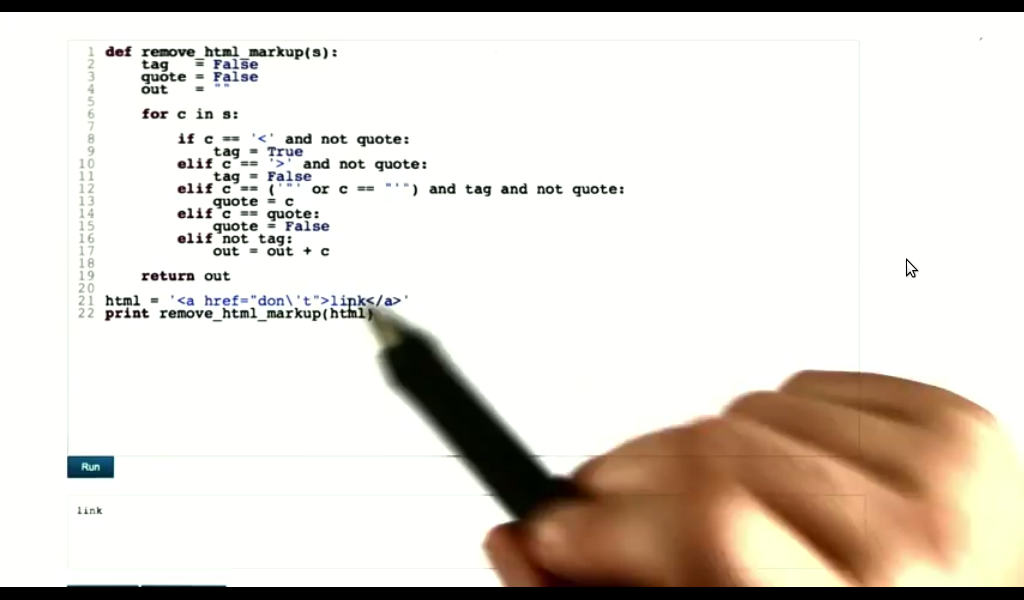 1 def remove_html_markup(s):
2 tag = False
3 quote = False
4 out = ""
5
6 for c in s:
7
8 if c == '<' and not quote:
9 tag = True
10 elif c == '>' and not quote:
11 tag = False
12 elif c == ('"' or c == "'") and tag and not quote:
13 quote = c
14 elif c == quote:
15 quote = False
16 elif not tag:
17 out = out + c
18
19 return out
20
21 html = '<a href="don\'t">link</a>'
22 print remove_html_markup(html)
Run
link